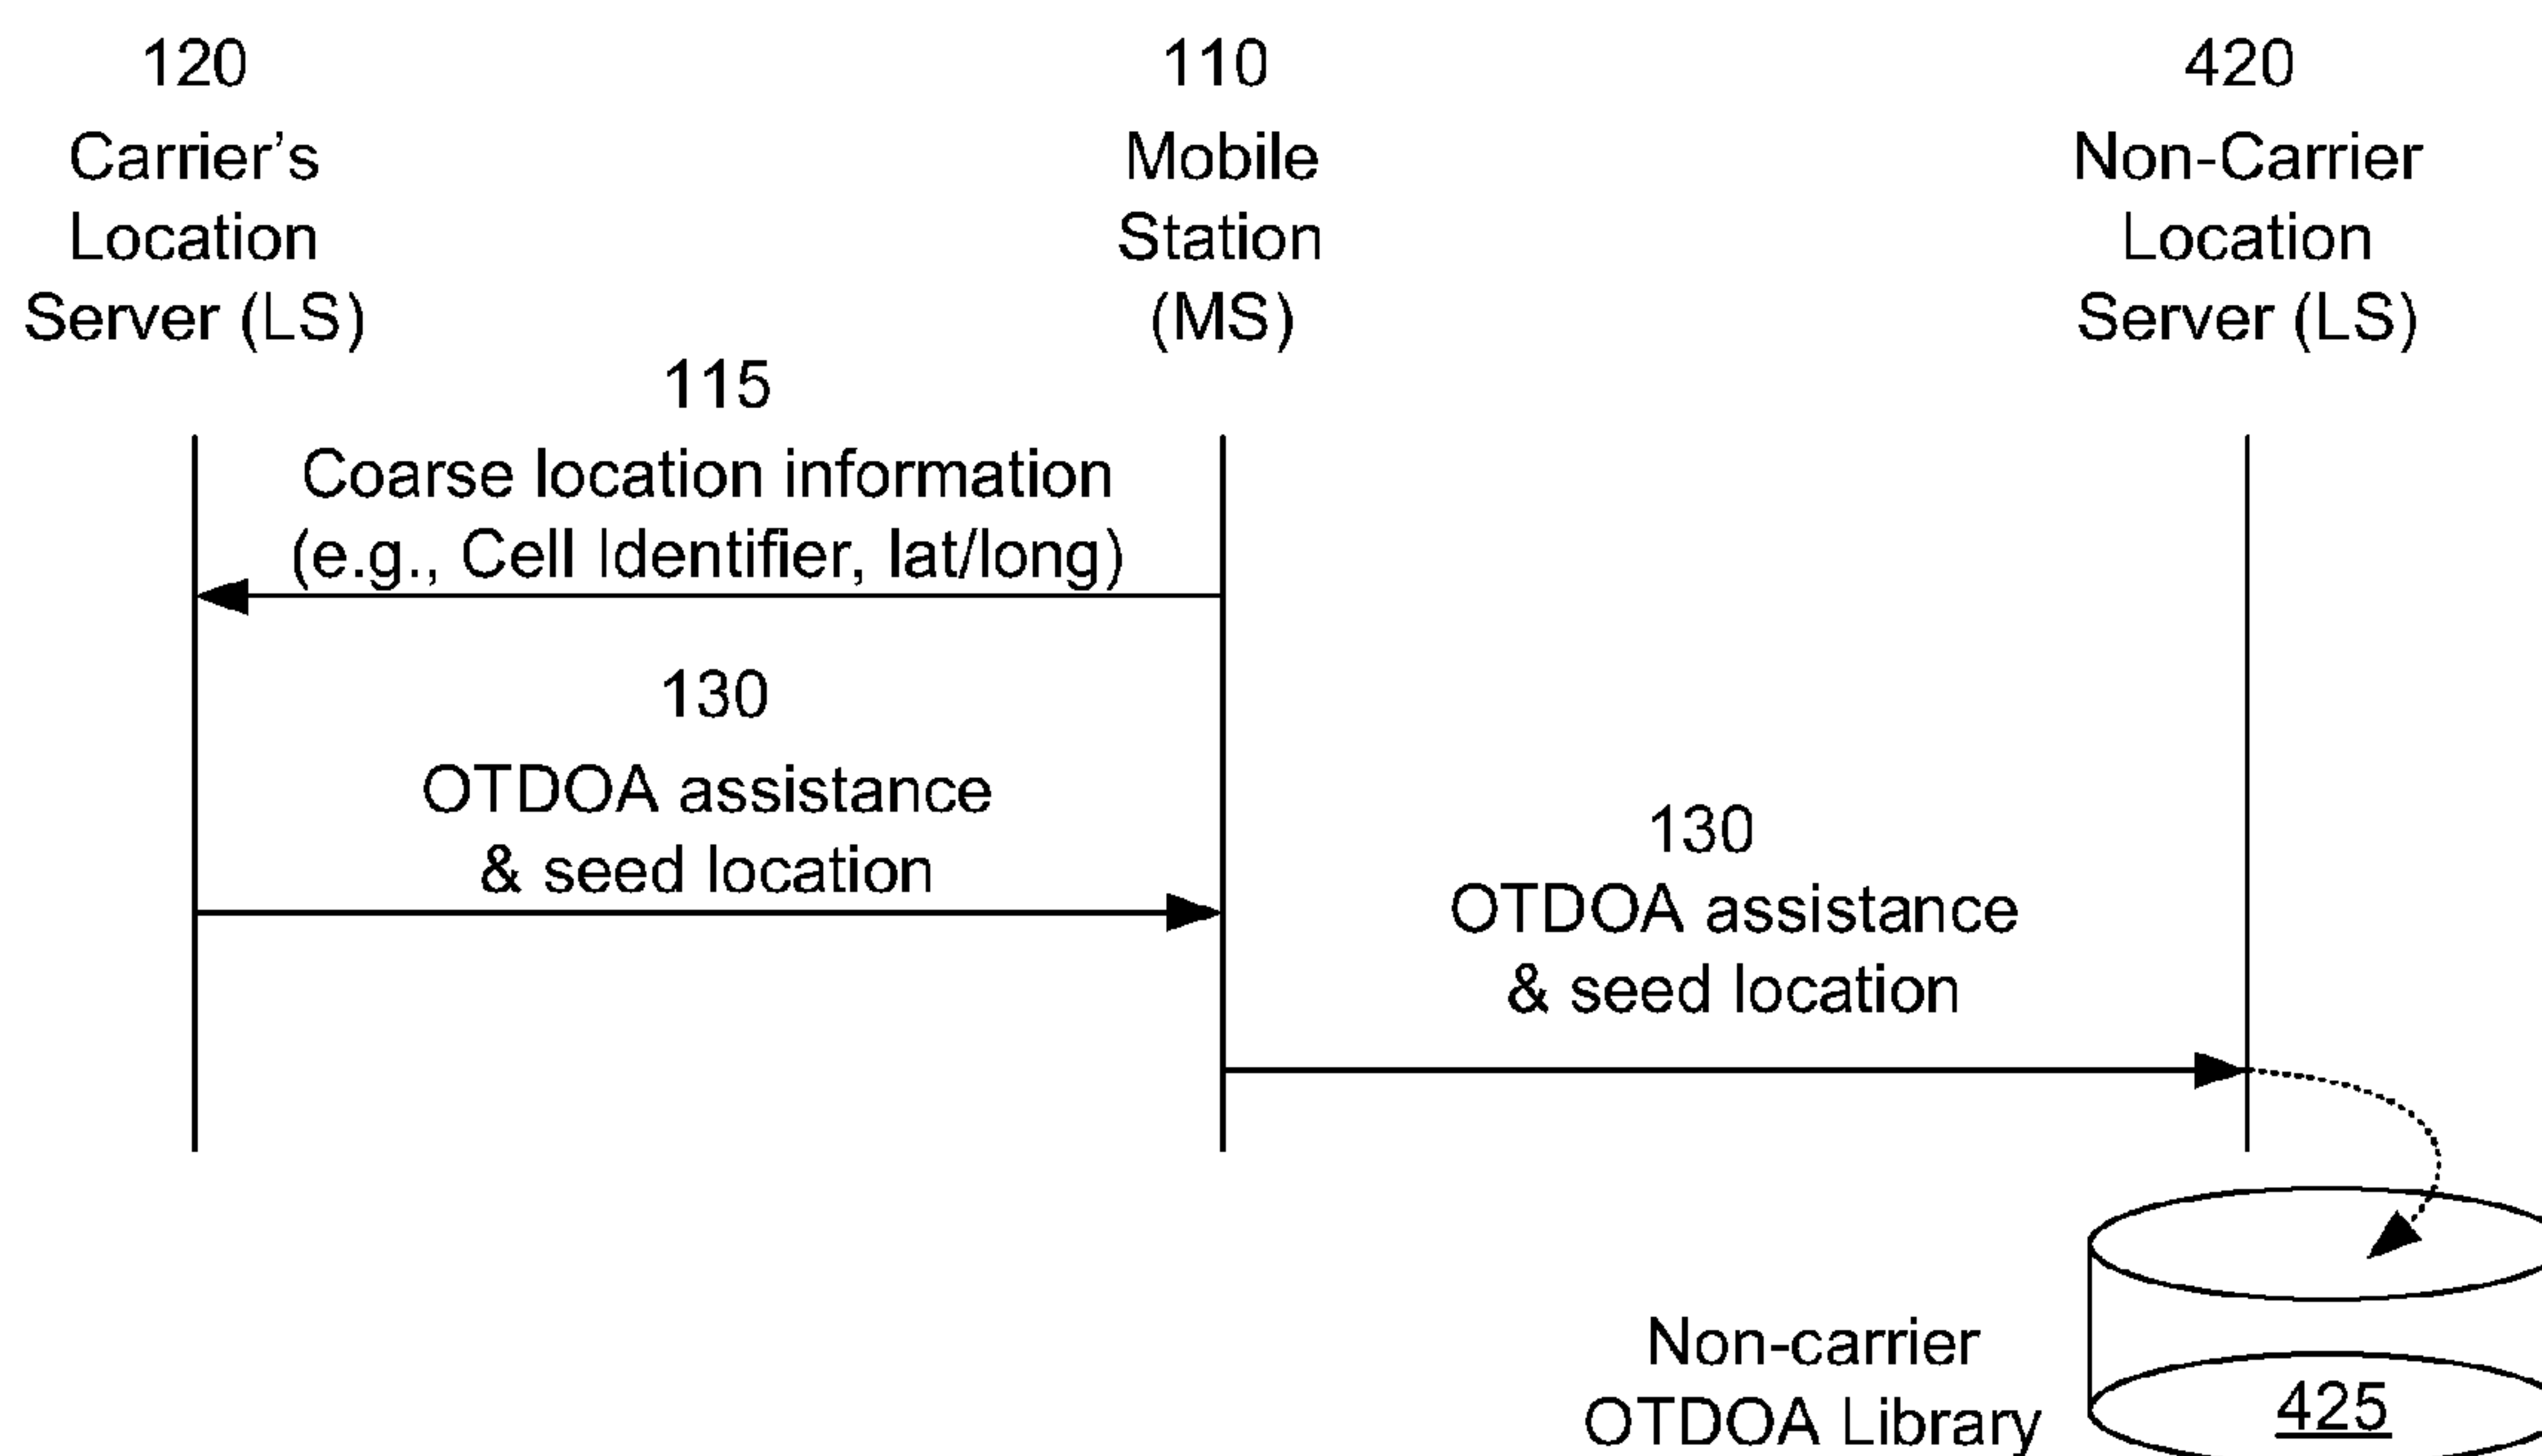 120
Carrier's
Location
Server (LS)
110
Mobile
Station
(MS)
420
Non-Carrier
Location
Server (LS)
115
Coarse location information
(e.g., Cell Identifier, lat/long)
130
OTDOA assistance
& seed location
130
OTDOA assistance
& seed location
Non-carrier
OTDOA Library
425